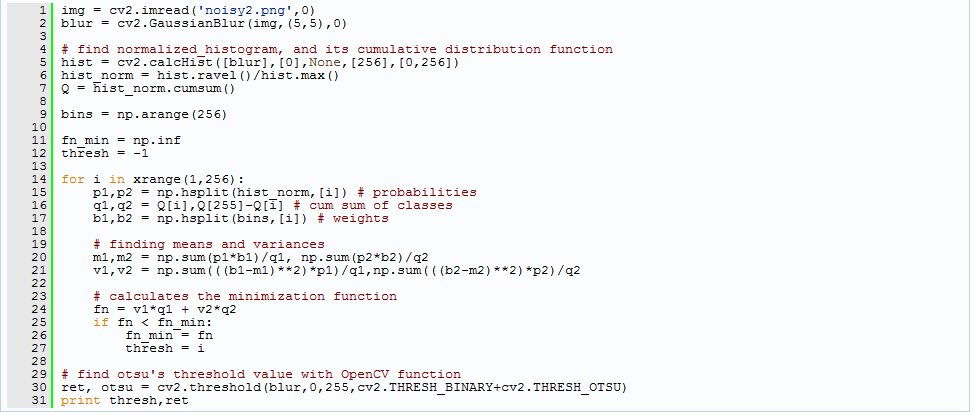 1 img = cv2.imread('noisy2.png',0)
2 blur = cv2.GaussianBlur(img,(5,5),0)
3
4 # find normalized_histogram, and its cumulative distribution function
5 hist = cv2.calcHist([blur],[0],None,[256],[0,256])
6 hist_norm = hist.ravel()/hist.max()
7 Q = hist_norm.cumsum()
8
9 bins = np.arange(256)
10
11 fn_min = np.inf
12 thresh = -1
13
14 for i in xrange(1,256):
15     p1,p2 = np.hsplit(hist_norm,[i]) # probabilities
16     q1,q2 = Q[i],Q[255]-Q[i] # cum sum of classes
17     b1,b2 = np.hsplit(bins,[i]) # weights
18
19     # finding means and variances
20     m1,m2 = np.sum(p1*b1)/q1, np.sum(p2*b2)/q2
21     v1,v2 = np.sum(((b1-m1)**2)*p1)/q1,np.sum(((b2-m2)**2)*p2)/q2
22
23     # calculates the minimization function
24     fn = v1*q1 + v2*q2
25     if fn < fn_min:
26         fn_min = fn
27         thresh = i
28
29 # find otsu's threshold value with OpenCV function
30 ret, otsu = cv2.threshold(blur,0,255,cv2.THRESH_BINARY+cv2.THRESH_OTSU)
31 print thresh,ret